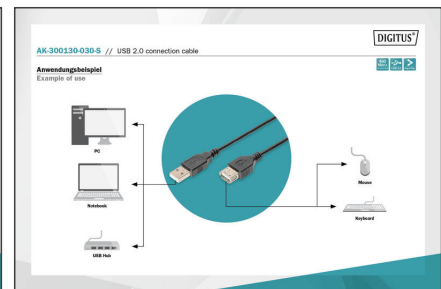 DIGITUS®
AK-300130-030-S // USB 2.0 connection cable
Anwendungsbeispiel
Example of use
PC
Notebook
USB Hub
Mouse
Keyboard